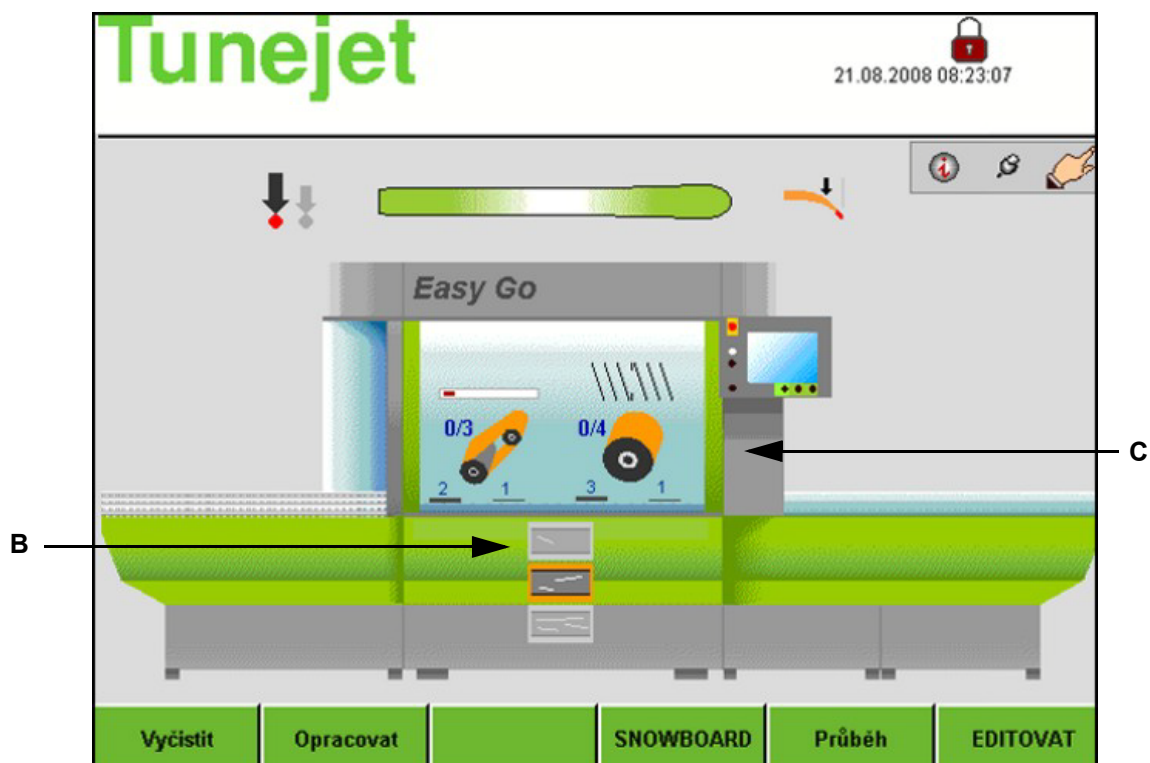 Tunejet
21.08.2008 08:23:07
Easy Go
0/3
0/4
2 1 3 1
C
B
Vyčistit Opracovat SNOWBOARD Průběh EDITOVAT